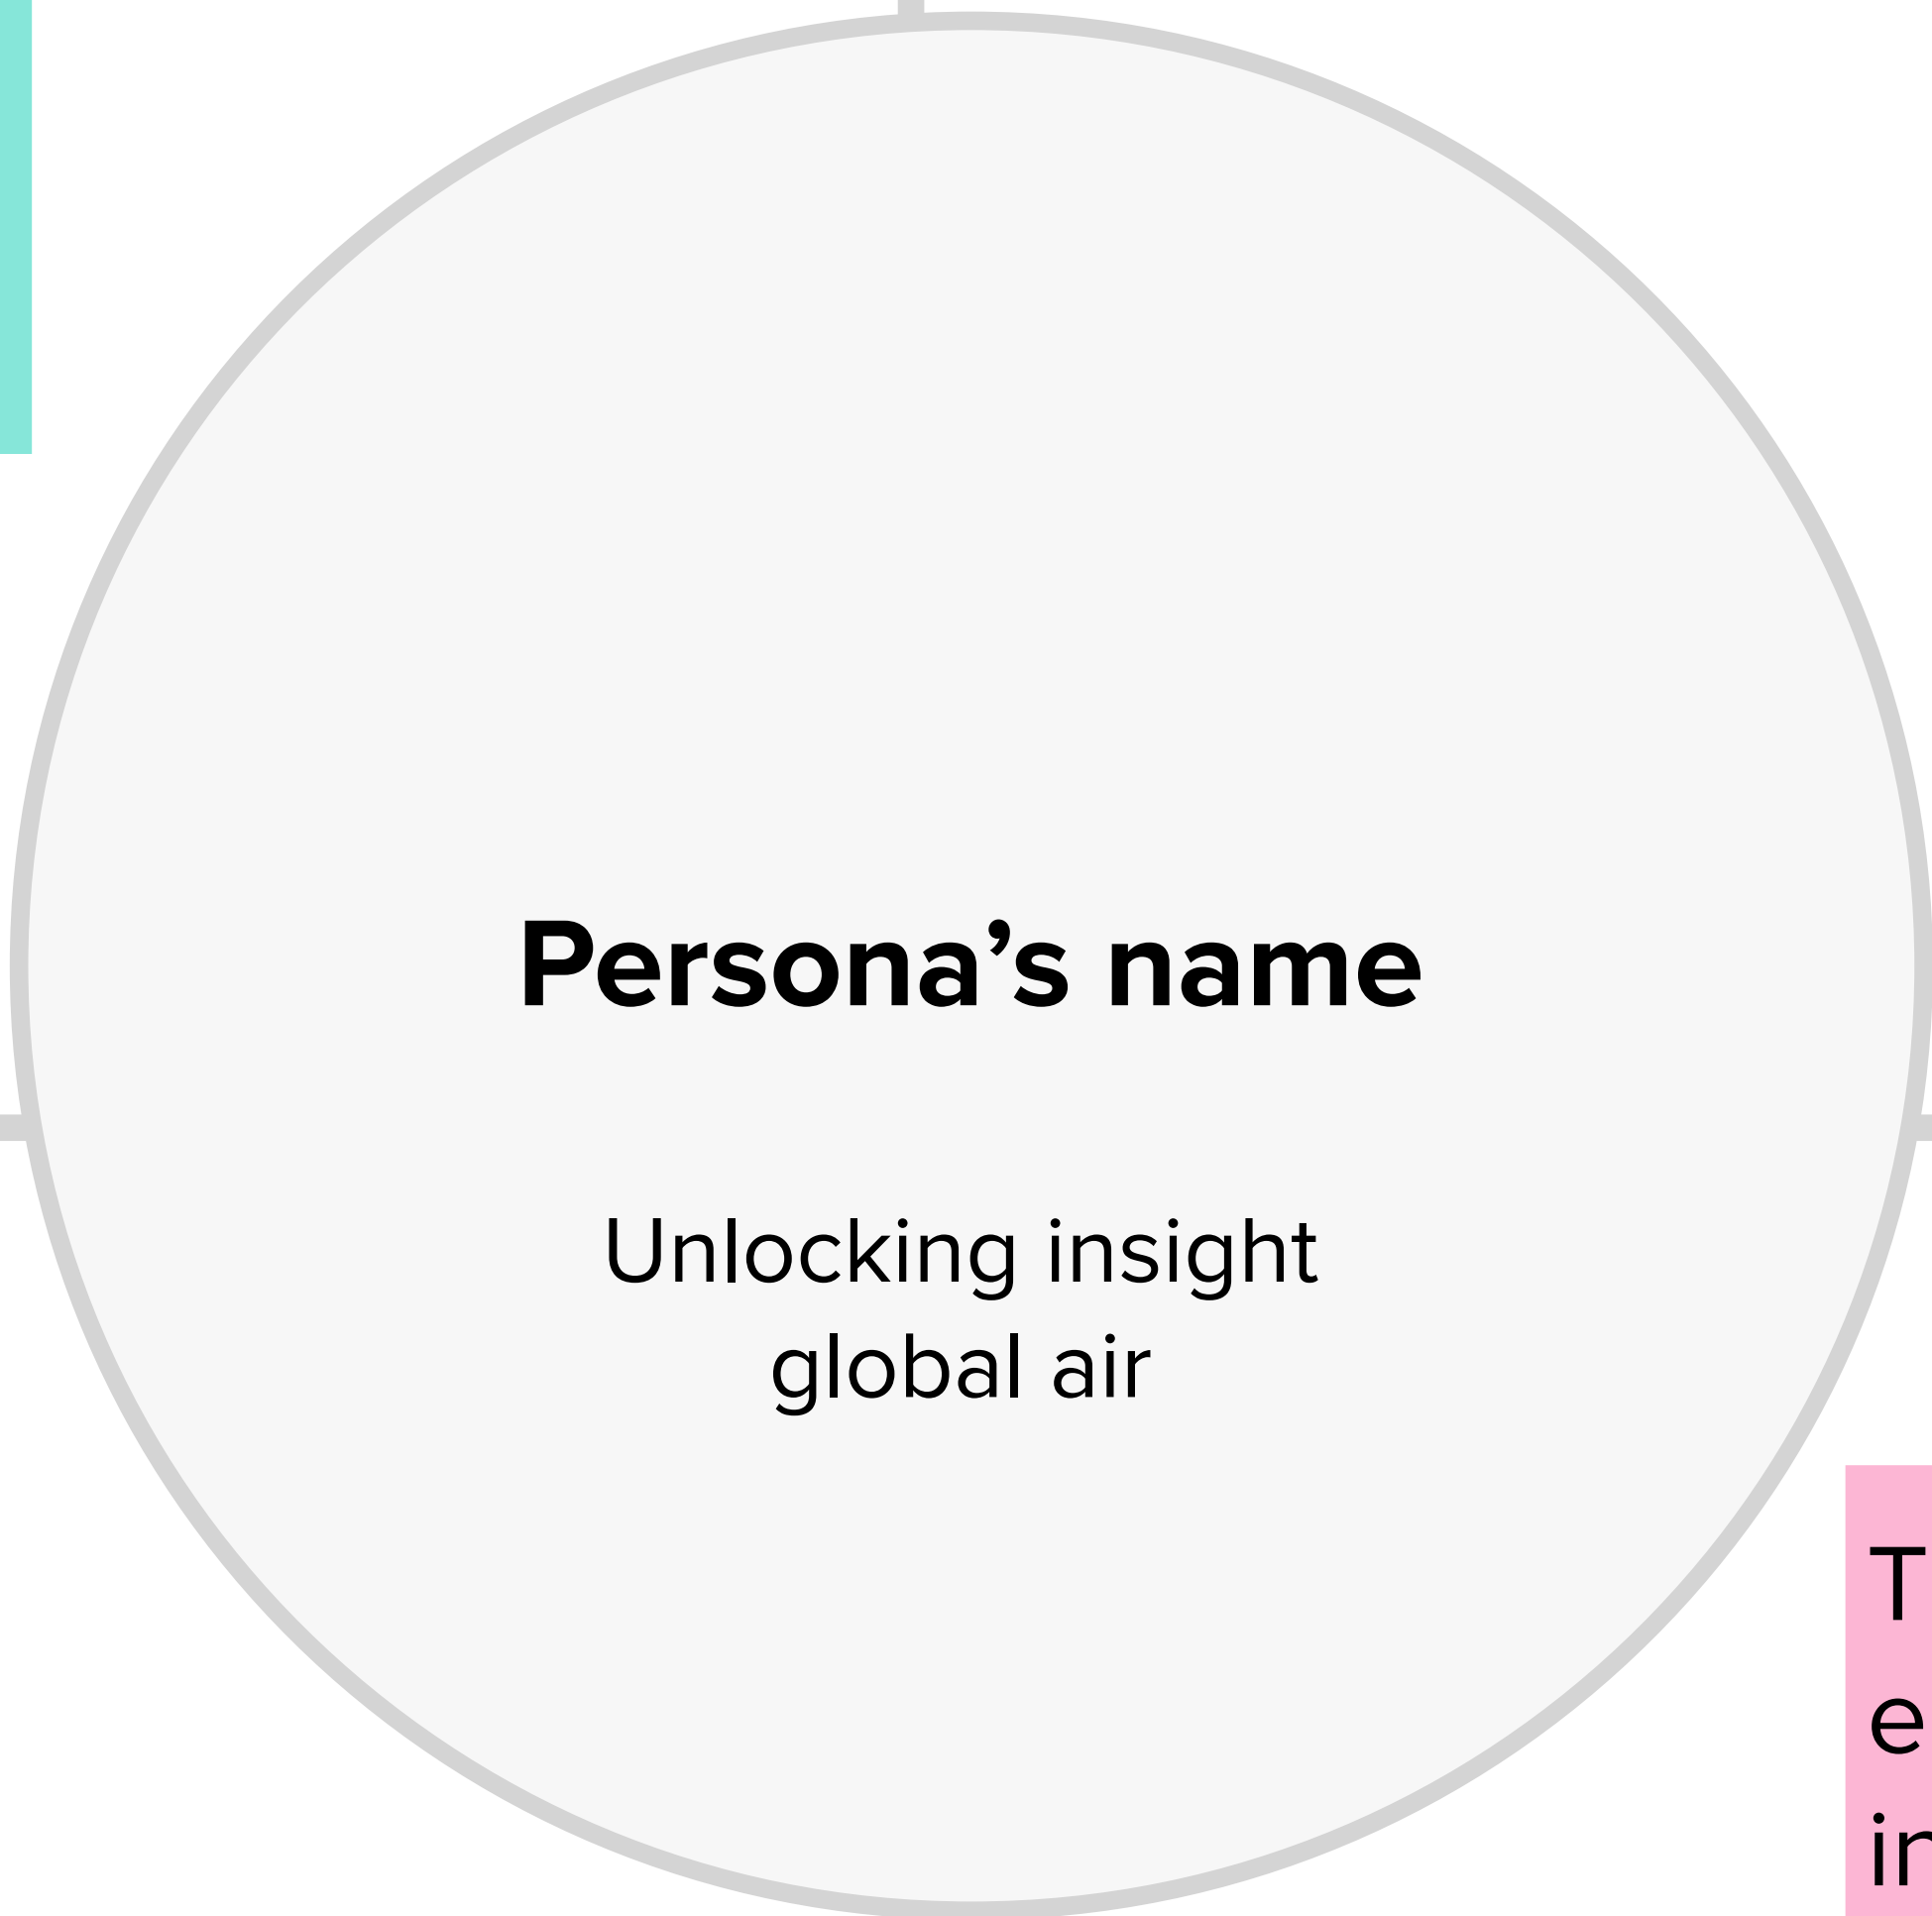 Persona’s name
Unlocking insight
global air
T
e